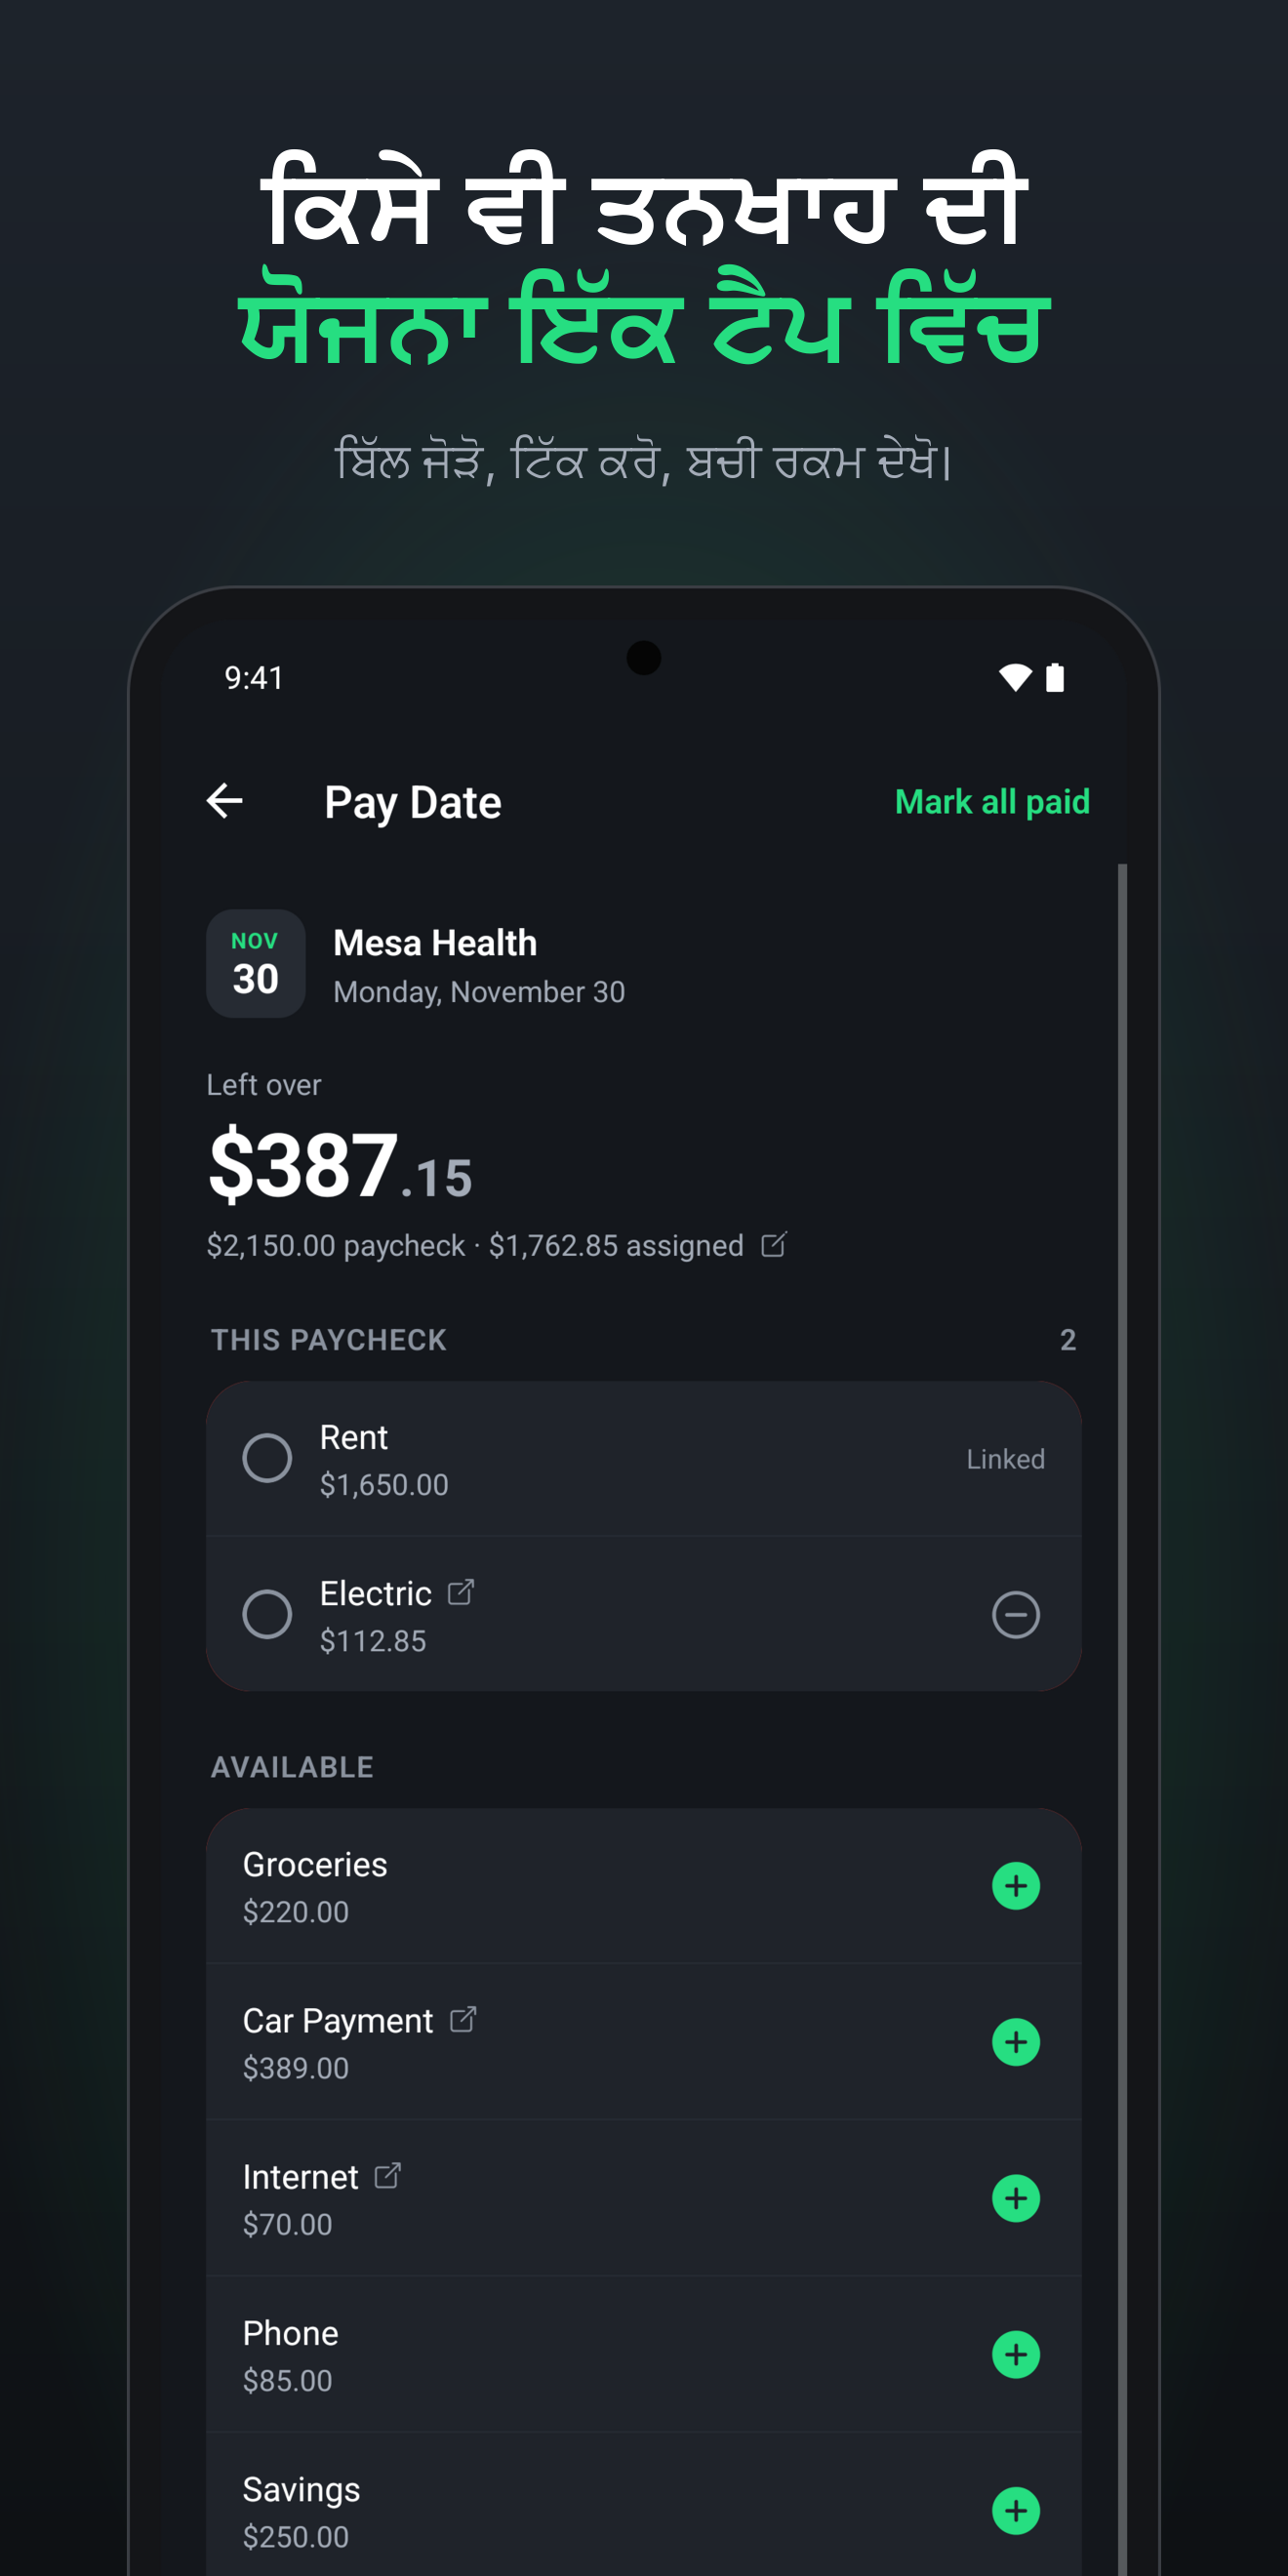 ਕਿਸੇ ਵੀ ਤਨਖਾਹ ਦੀ
ਯੋਜਨਾ ਇੱਕ ਟੈਪ ਵਿੱਚ
ਬਿੱਲ ਜੋੜੋ, ਟਿੱਕ ਕਰੋ, ਬਚੀ ਰਕਮ ਦੇਖੋ।
9:41
Pay Date
Mark all paid
NOV
30
Mesa Health
Monday, November 30
Left over
$387.15
$2,150.00 paycheck · $1,762.85 assigned
THIS PAYCHECK 2
Rent
$1,650.00
Linked
Electric
$112.85
AVAILABLE
Groceries
$220.00
Car Payment
$389.00
Internet
$70.00
Phone
$85.00
Savings
$250.00